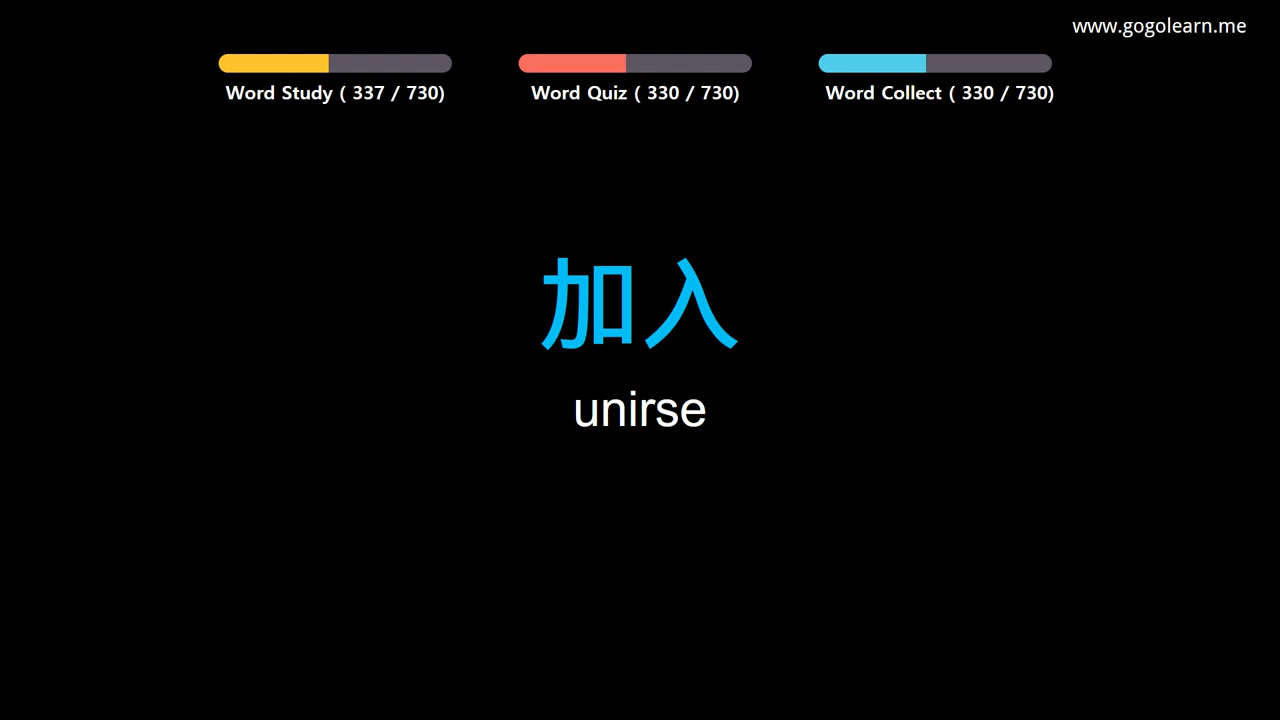 www.gogolearn.me
Word Study ( 337 / 730)
Word Quiz ( 330 / 730)
Word Collect ( 330 / 730)
加入
unirse